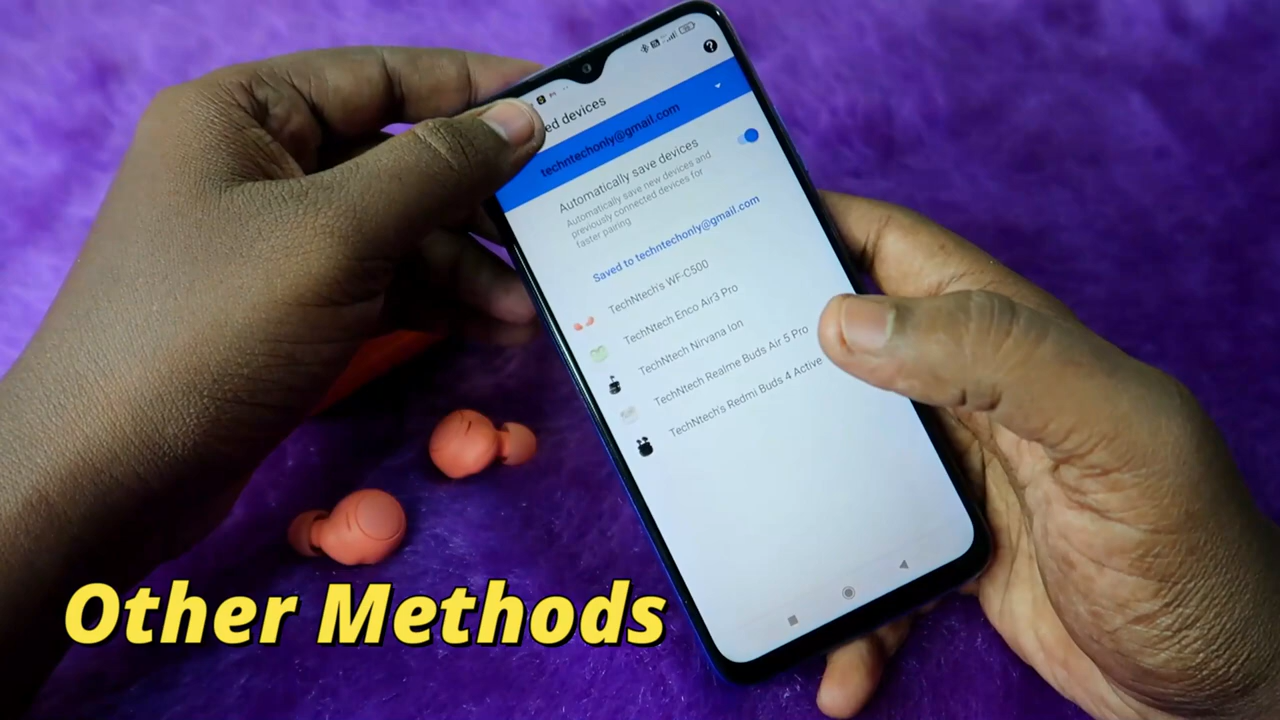 ed devices
techntechonly@gmail.com
Automatically save devices
Automatically save new devices and
previously connected devices for
faster pairing
Saved to techntechonly@gmail.com
TechNtech's WF-C500
TechNtech Enco Air3 Pro
TechNtech Nirvana Ion
TechNtech Realme Buds Air 5 Pro
TechNtech's Redmi Buds 4 Active
Other Methods